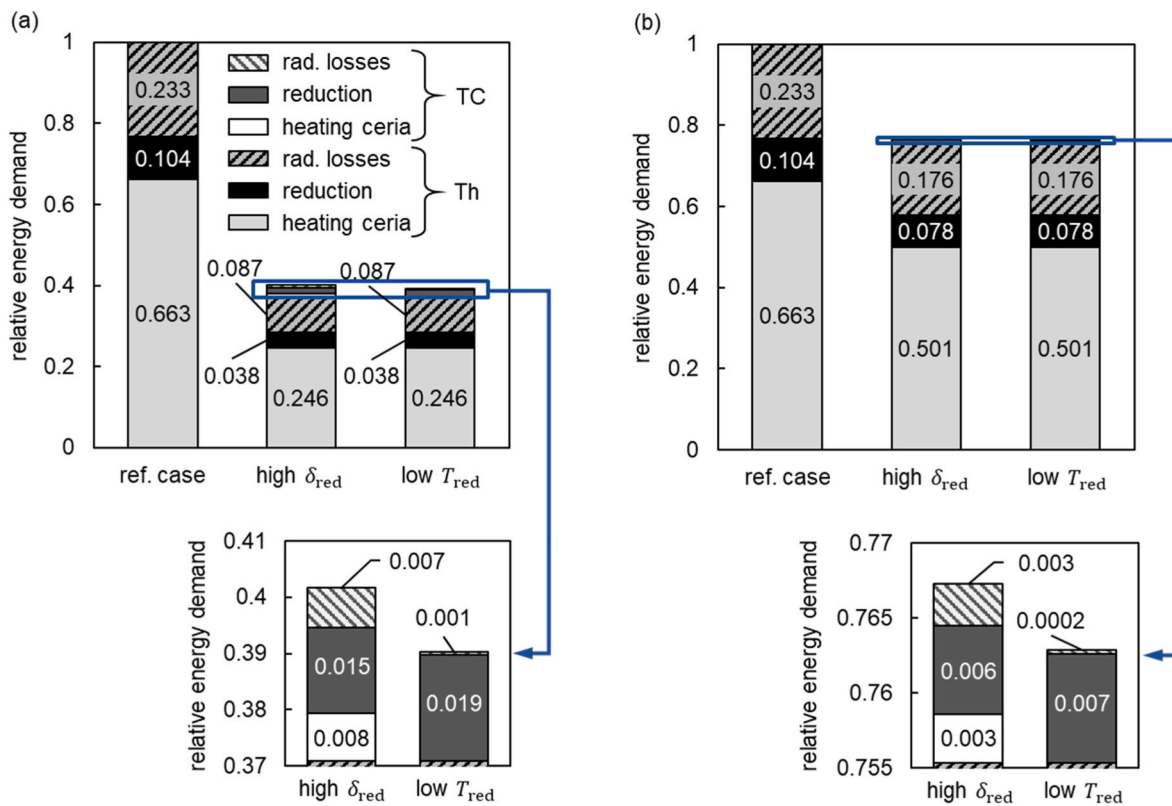 (a)
relative energy demand
1
0.8
0.6
0.4
0.2
0
0.233
0.104
0.663
rad. losses
reduction
heating ceria
TC
rad. losses
reduction
heating ceria
Th
0.087
0.038
0.246
0.087
0.038
0.246
ref. case
high δred
low Tred
relative energy demand
0.41
0.4
0.39
0.38
0.37
0.007
0.015
0.008
0.001
0.019
high δred
low Tred
(b)
relative energy demand
1
0.8
0.6
0.4
0.2
0
0.233
0.104
0.663
0.176
0.078
0.501
0.176
0.078
0.501
ref. case
high δred
low Tred
relative energy demand
0.77
0.765
0.76
0.755
0.003
0.006
0.003
0.0002
0.007
high δred
low Tred